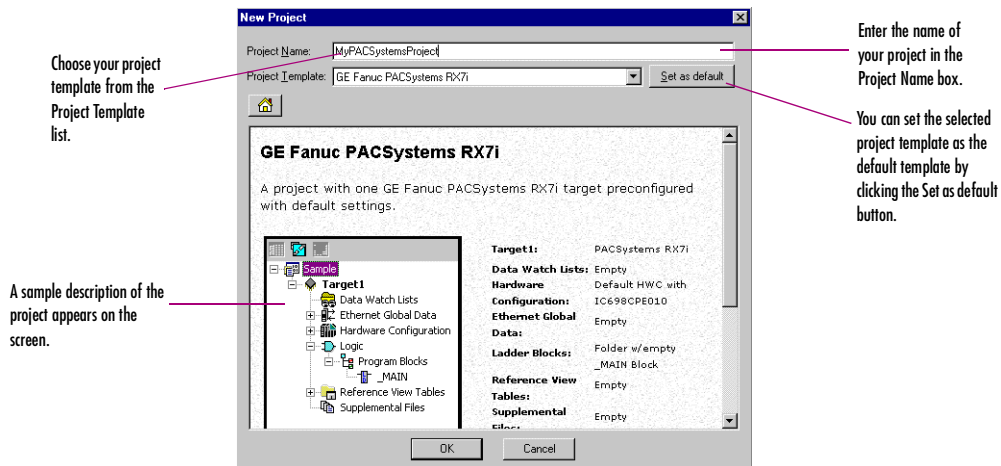 New Project
Project Name: MyPACSystemsProject
Project Template: GE Fanuc PACSystems RX7i
Set as default
GE Fanuc PACSystems RX7i
A project with one GE Fanuc PACSystems RX7i target preconfigured
with default settings.
Sample
Target1
Data Watch Lists
Ethernet Global Data
Hardware Configuration
Logic
Program Blocks
_MAIN
Reference View Tables
Supplemental Files
Target1: PACSystems RX7i
Data Watch Lists: Empty
Hardware Default HWC with
Configuration: IC698CPE010
Ethernet Global
Data: Empty
Ladder Blocks: Folder w/empty
_MAIN Block
Reference View
Tables: Empty
Supplemental
Files: Empty
OK
Cancel
Choose your project
template from the
Project Template
list.
A sample description of the
project appears on the
screen.
Enter the name of
your project in the
Project Name box.
You can set the selected
project template as the
default template by
clicking the Set as default
button.